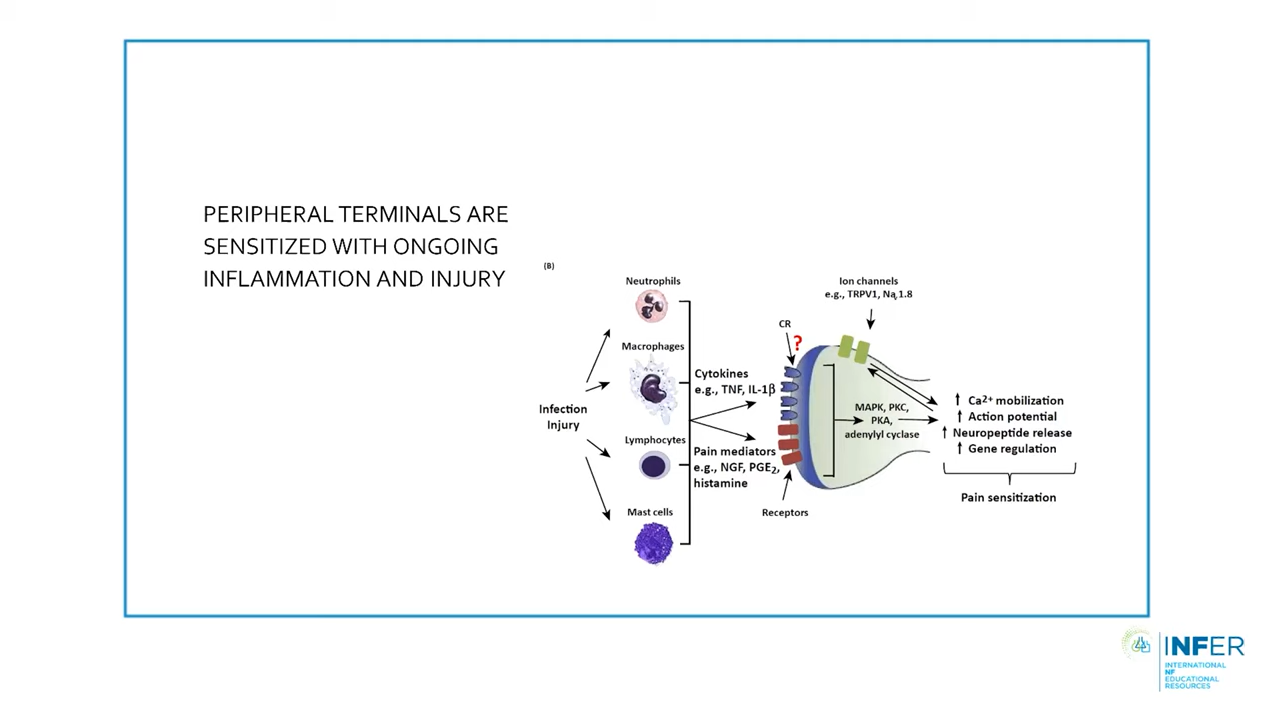 PERIPHERAL TERMINALS ARE
SENSITIZED WITH ONGOING
INFLAMMATION AND INJURY
(B)
Infection
Injury
Neutrophils
Macrophages
Lymphocytes
Mast cells
Cytokines
e.g., TNF, IL-1β
Pain mediators
e.g., NGF, PGE₂,
histamine
CR
?
Receptors
Ion channels
e.g., TRPV1, Naᵥ1.8
MAPK, PKC,
PKA,
adenylyl cyclase
↑ Ca²⁺ mobilization
↑ Action potential
↑ Neuropeptide release
↑ Gene regulation
Pain sensitization
INFER
INTERNATIONAL
NF
EDUCATIONAL
RESOURCES